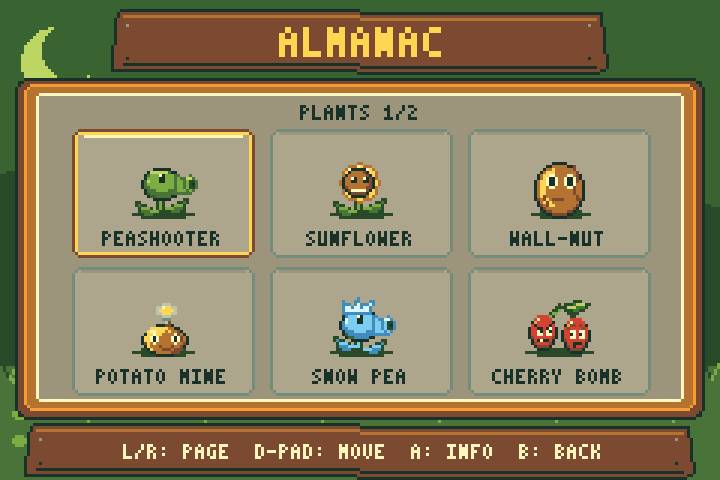 ALMANAC
PLANTS 1/2
PEASHOOTER
SUNFLOWER
WALL-NUT
POTATO MINE
SNOW PEA
CHERRY BOMB
L/R: PAGE D-PAD: MOVE A: INFO B: BACK